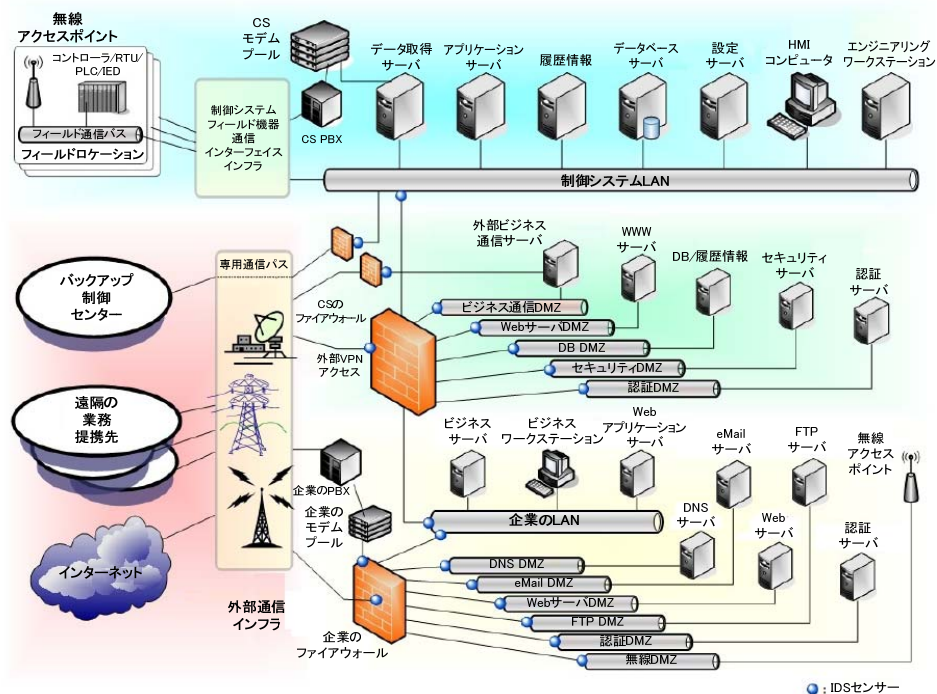 無線
アクセスポイント
コントローラ/RTU/
PLC/IED
フィールド通信バス
フィールドロケーション
制御システム
フィールド機器
通信
インターフェイス
インフラ
CS
モデム
プール
CS PBX
データ取得
サーバ
アプリケーション
サーバ
履歴情報
データベース
サーバ
設定
サーバ
HMI
コンピュータ
エンジニアリング
ワークステーション
制御システムLAN
バックアップ
制御
センター
専用通信バス
外部ビジネス
通信サーバ
WWW
サーバ
DB/履歴情報
セキュリティ
サーバ
認証
サーバ
CSの
ファイアウォール
外部VPN
アクセス
ビジネス通信DMZ
WebサーバDMZ
DB DMZ
セキュリティDMZ
認証DMZ
遠隔の
業務
提携先
インターネット
外部通信
インフラ
企業のPBX
企業の
モデム
プール
ビジネス
サーバ
ビジネス
ワークステーション
Web
アプリケーション
サーバ
eMail
サーバ
FTP
サーバ
無線
アクセス
ポイント
企業のLAN
DNS
サーバ
Web
サーバ
認証
サーバ
DNS DMZ
eMail DMZ
WebサーバDMZ
FTP DMZ
認証DMZ
無線DMZ
企業の
ファイアウォール
: IDSセンサー